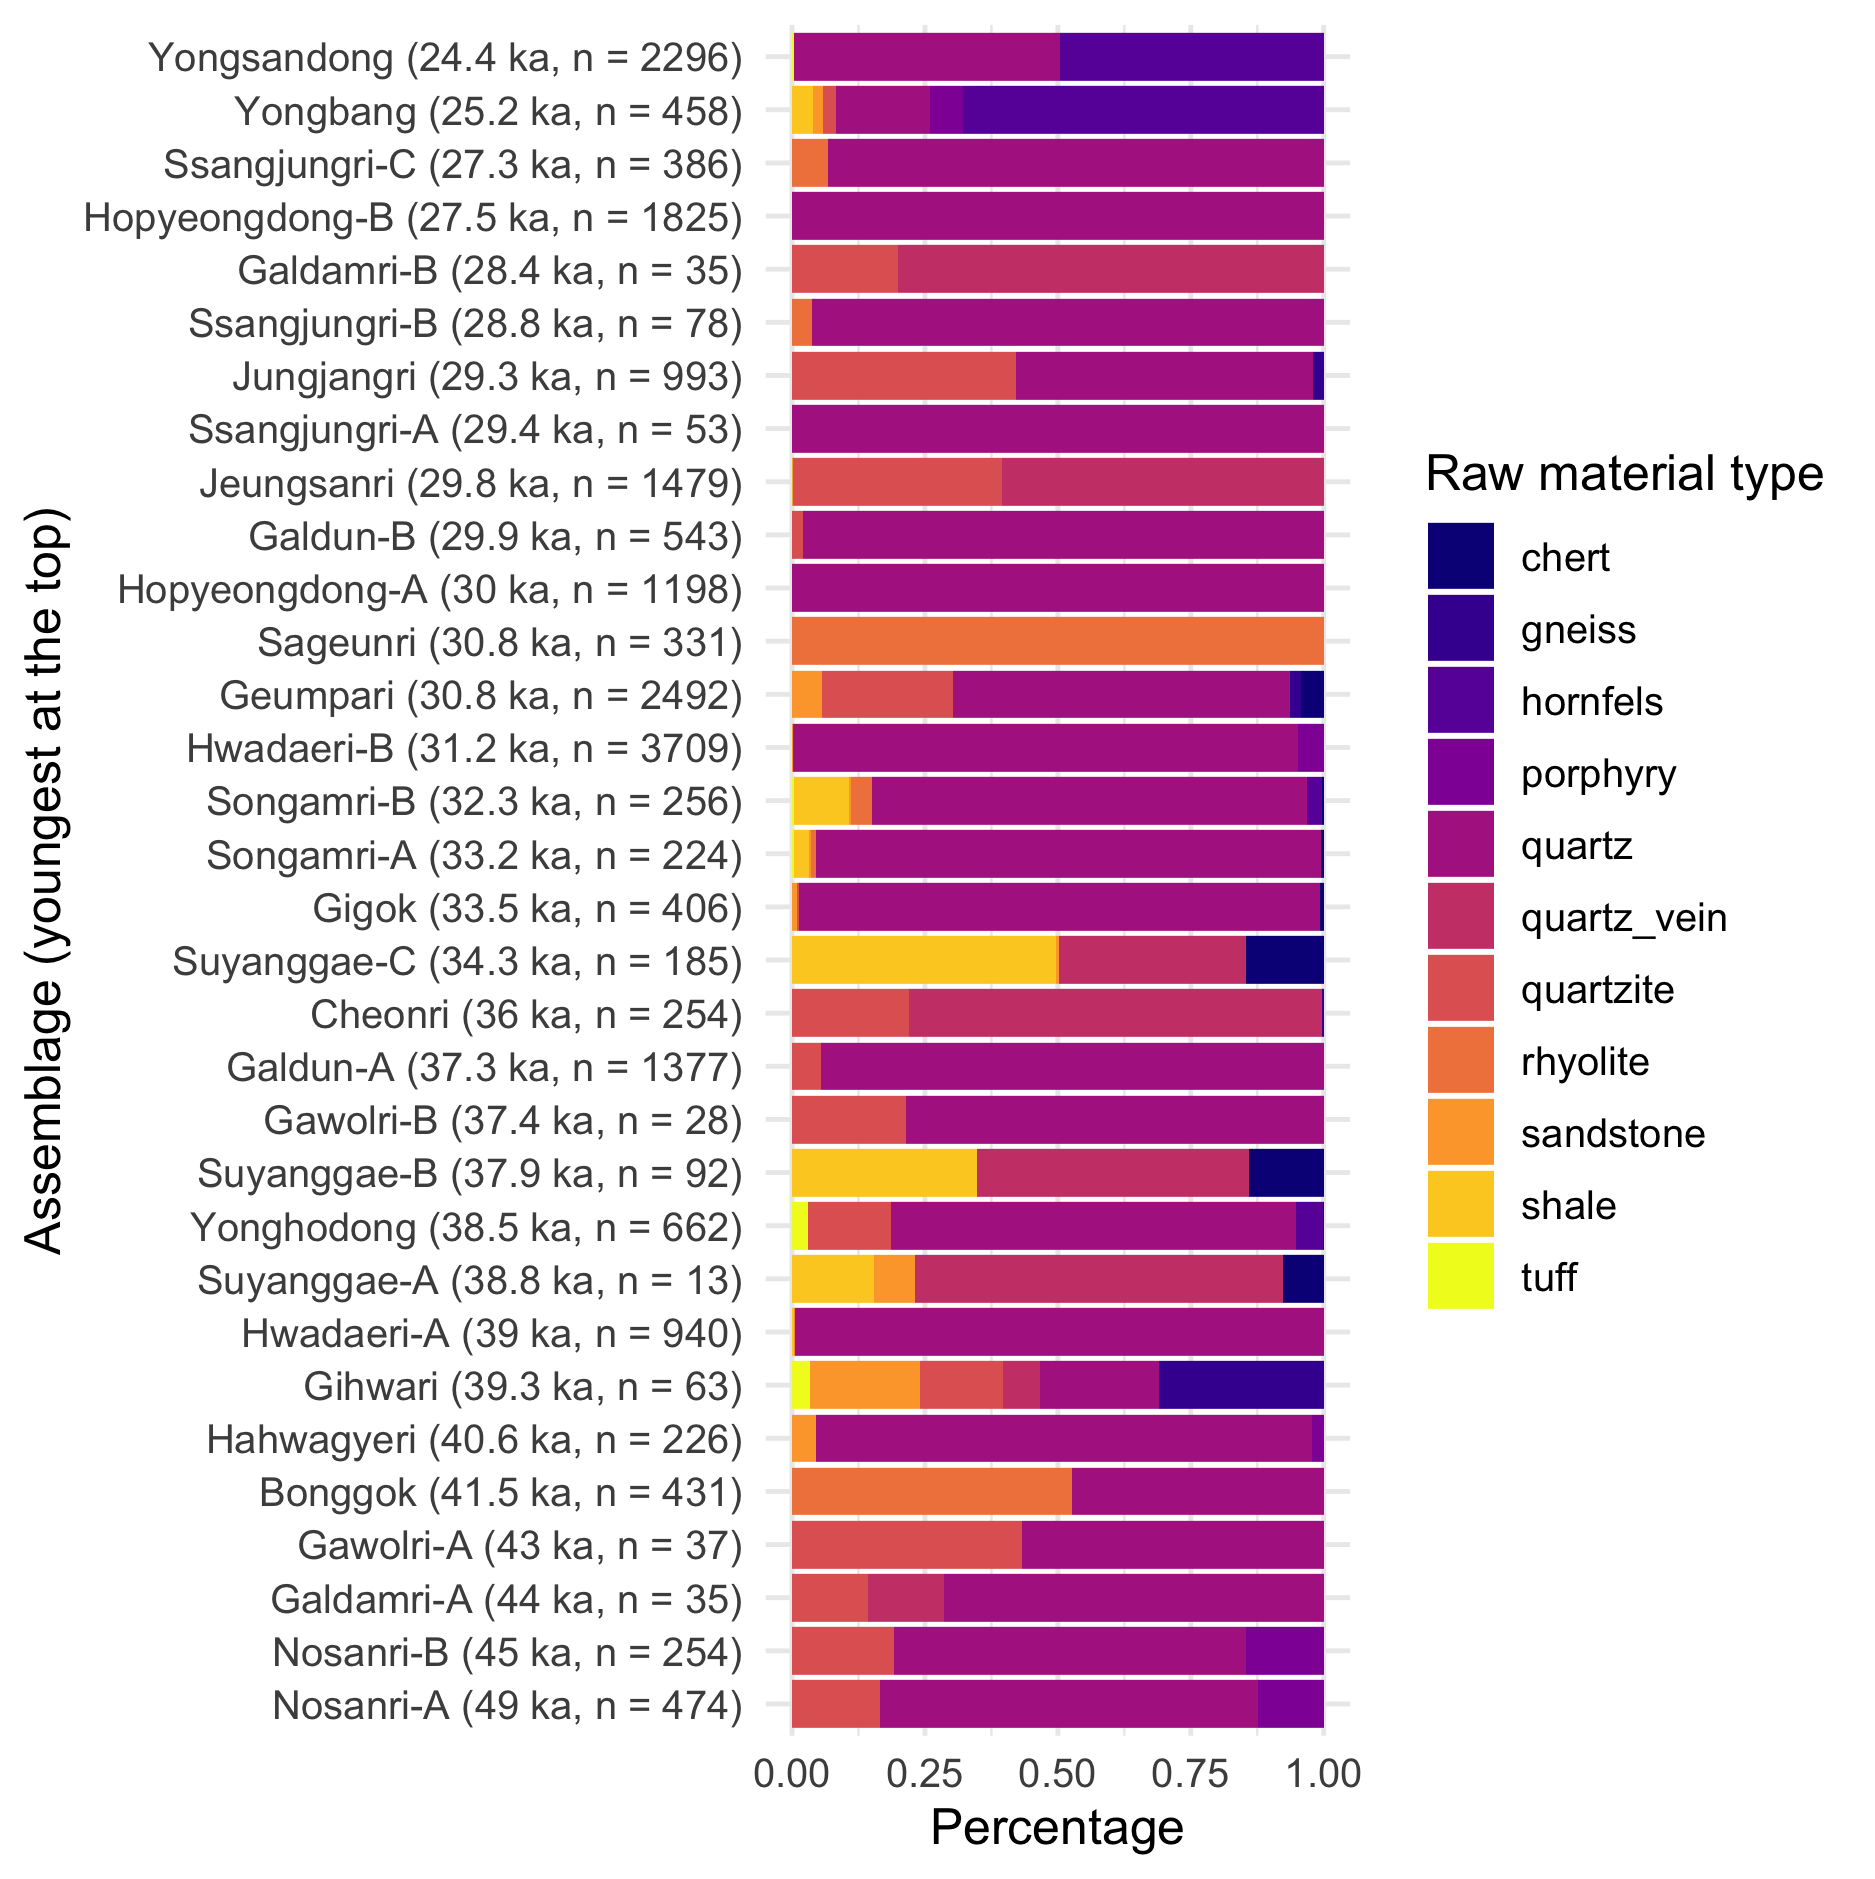 Assemblage (youngest at the top)
Yongsandong (24.4 ka, n = 2296)
Yongbang (25.2 ka, n = 458)
Ssangjungri-C (27.3 ka, n = 386)
Hopyeongdong-B (27.5 ka, n = 1825)
Galdamri-B (28.4 ka, n = 35)
Ssangjungri-B (28.8 ka, n = 78)
Jungjangri (29.3 ka, n = 993)
Ssangjungri-A (29.4 ka, n = 53)
Jeungsanri (29.8 ka, n = 1479)
Galdun-B (29.9 ka, n = 543)
Hopyeongdong-A (30 ka, n = 1198)
Sageunri (30.8 ka, n = 331)
Geumpari (30.8 ka, n = 2492)
Hwadaeri-B (31.2 ka, n = 3709)
Songamri-B (32.3 ka, n = 256)
Songamri-A (33.2 ka, n = 224)
Gigok (33.5 ka, n = 406)
Suyanggae-C (34.3 ka, n = 185)
Cheonri (36 ka, n = 254)
Galdun-A (37.3 ka, n = 1377)
Gawolri-B (37.4 ka, n = 28)
Suyanggae-B (37.9 ka, n = 92)
Yonghodong (38.5 ka, n = 662)
Suyanggae-A (38.8 ka, n = 13)
Hwadaeri-A (39 ka, n = 940)
Gihwari (39.3 ka, n = 63)
Hahwagyeri (40.6 ka, n = 226)
Bonggok (41.5 ka, n = 431)
Gawolri-A (43 ka, n = 37)
Galdamri-A (44 ka, n = 35)
Nosanri-B (45 ka, n = 254)
Nosanri-A (49 ka, n = 474)
0.00 0.25 0.50 0.75 1.00
Percentage
Raw material type
chert
gneiss
hornfels
porphyry
quartz
quartz_vein
quartzite
rhyolite
sandstone
shale
tuff